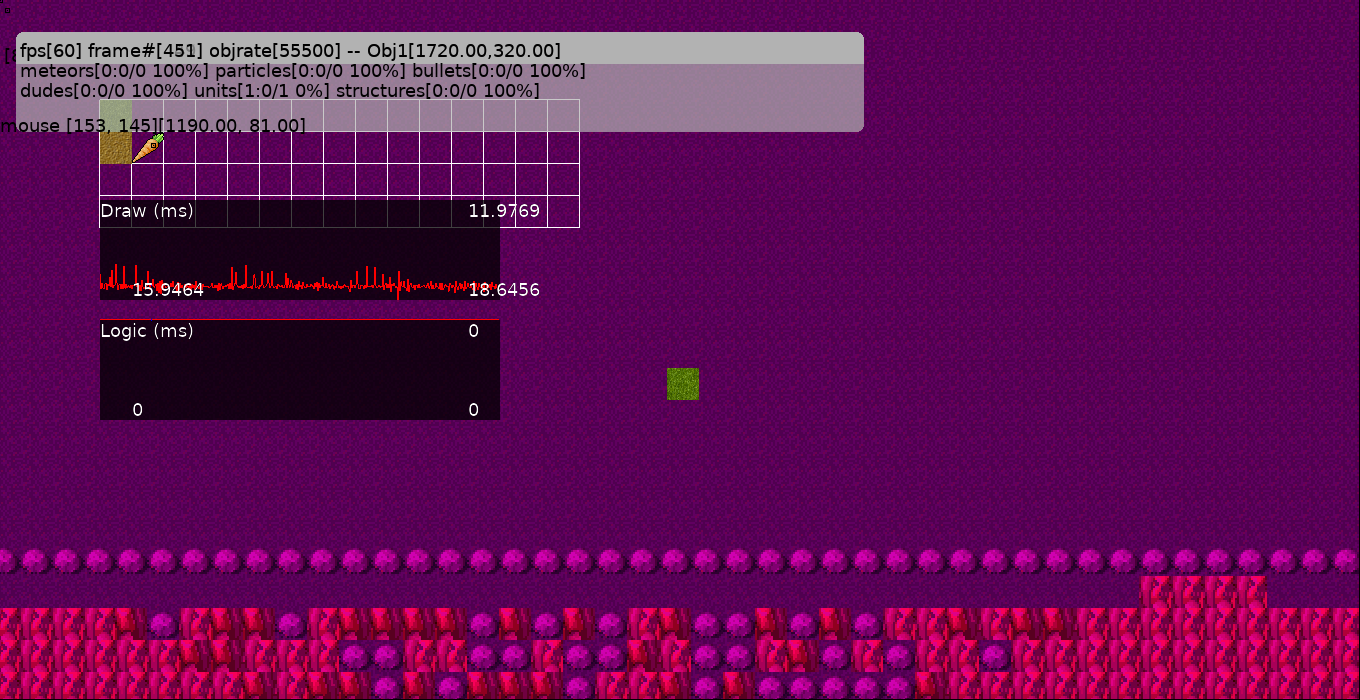 fps[60] frame#[451] objrate[55500] -- Obj1[1720.00,320.00]
meteors[0:0/0 100%] particles[0:0/0 100%] bullets[0:0/0 100%]
dudes[0:0/0 100%] units[1:0/1 0%] structures[0:0/0 100%]
mouse [153, 145][1190.00, 81.00]
Draw (ms) 11.9769
15.9464 18.6456
Logic (ms) 0
0 0